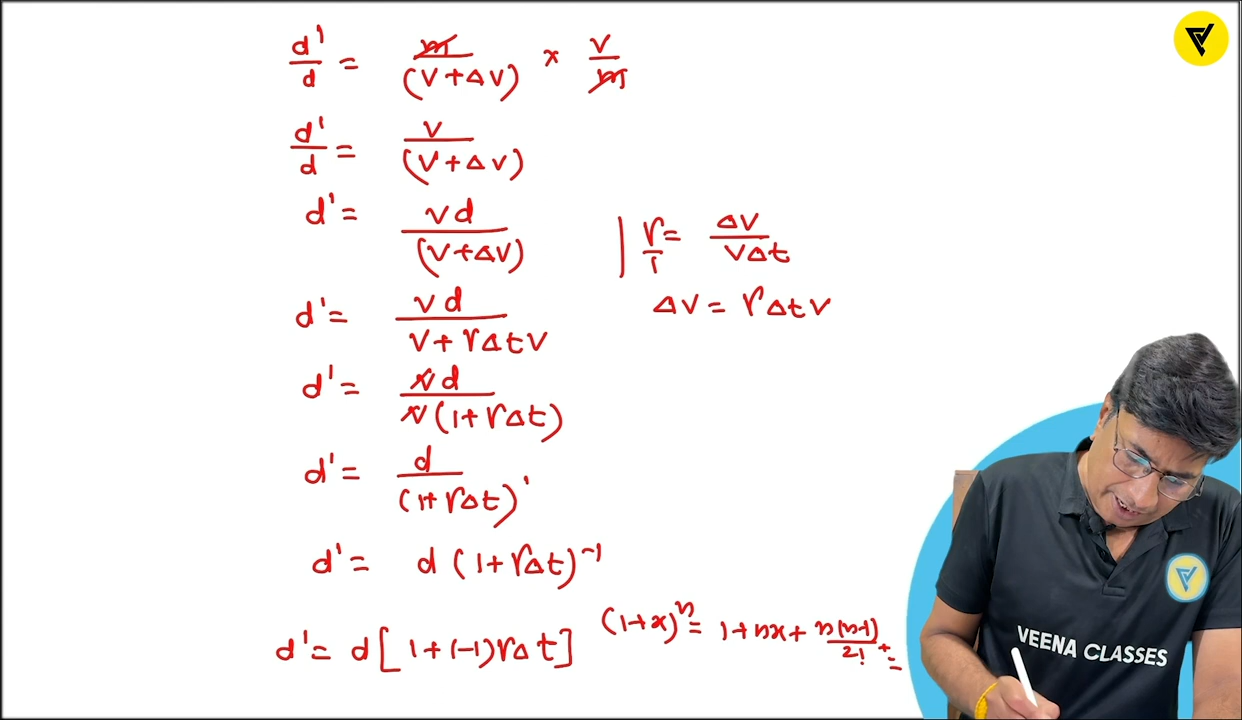 d'/d = m/(V+ΔV) × V/m
d'/d = V/(V+ΔV)
d' = Vd/(V+ΔV)
| γ/1 = ΔV/VΔt
ΔV = γΔtV
d' = Vd/V+γΔtV
d' = Vd/V(1+γΔt)
d' = d/(1+γΔt)'
d' = d(1+γΔt)⁻¹
d' = d[1+(-1)γΔt]
(1+x)ⁿ = 1+nx+ n(n-1)/2! + =
VEENA CLASSES